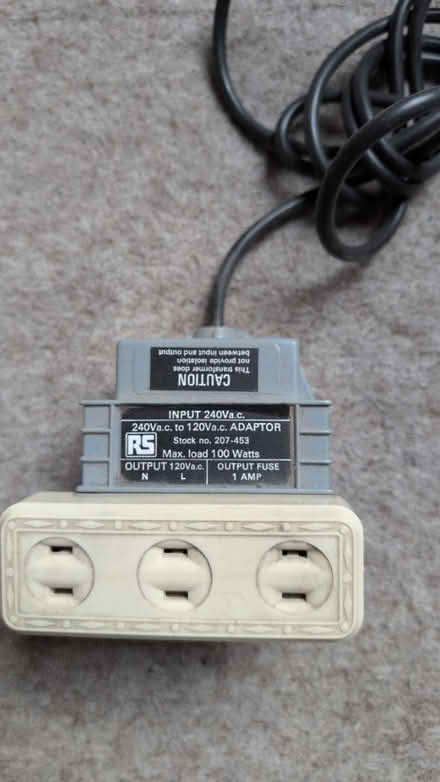 CAUTION
This transformer does
not provide isolation
between input and output
INPUT 240Va.c.
240Va.c. to 120Va.c. ADAPTOR
RS
Stock no. 207-453
Max. load 100 Watts
OUTPUT 120Va.c.
N L
OUTPUT FUSE
1 AMP